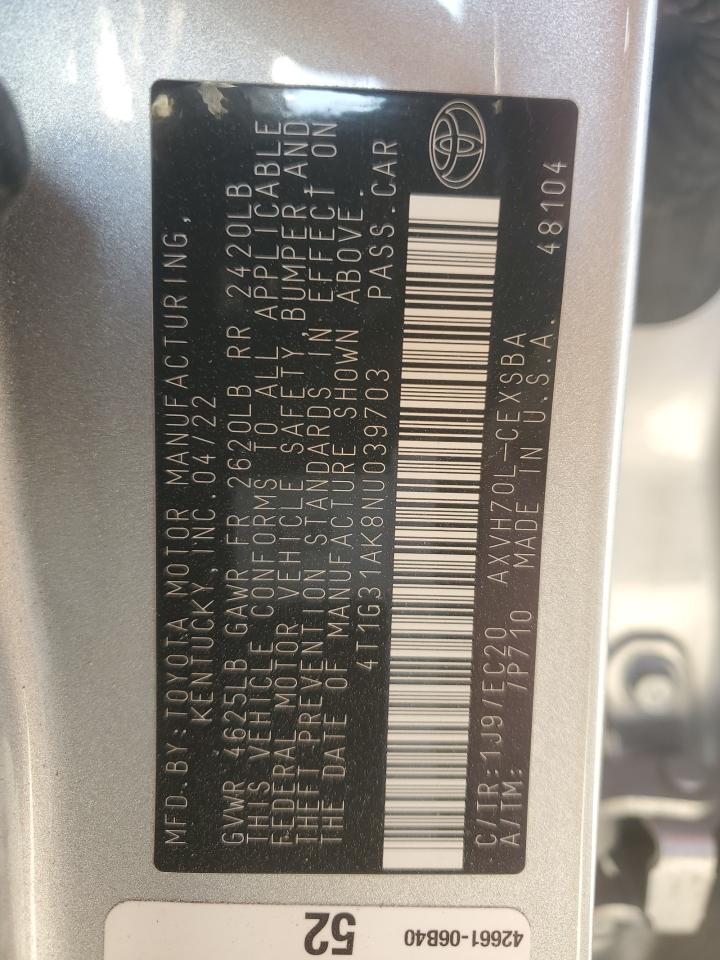 MFD. BY: TOYOTA MOTOR MANUFACTURING,
KENTUCKY, INC. 04/22
GVWR 4625LB GAWR FR 2620LB RR 2420LB
THIS VEHICLE CONFORMS TO ALL APPLICABLE
FEDERAL MOTOR VEHICLE SAFETY, BUMPER AND
THEFT PREVENTION STANDARDS IN EFFECT ON
THE DATE OF MANUFACTURE SHOWN ABOVE.
4T1G31AK8NU039703 PASS. CAR
C/TR: 1J9/EC20 AXVH70L-CEXSBA
A/TM: /P710 MADE IN U.S.A. 48104
52
42661-06B40